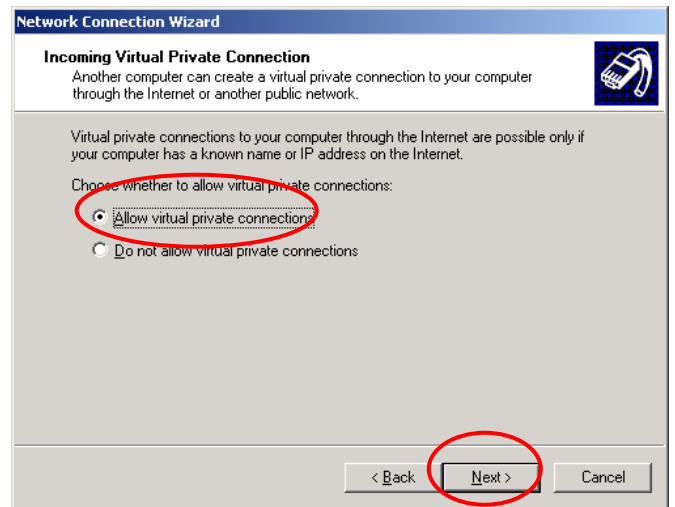 Network Connection Wizard
Incoming Virtual Private Connection
Another computer can create a virtual private connection to your computer
through the Internet or another public network.
Virtual private connections to your computer through the Internet are possible only if
your computer has a known name or IP address on the Internet.
Choose whether to allow virtual private connections:
Allow virtual private connections
Do not allow virtual private connections
< Back
Next >
Cancel